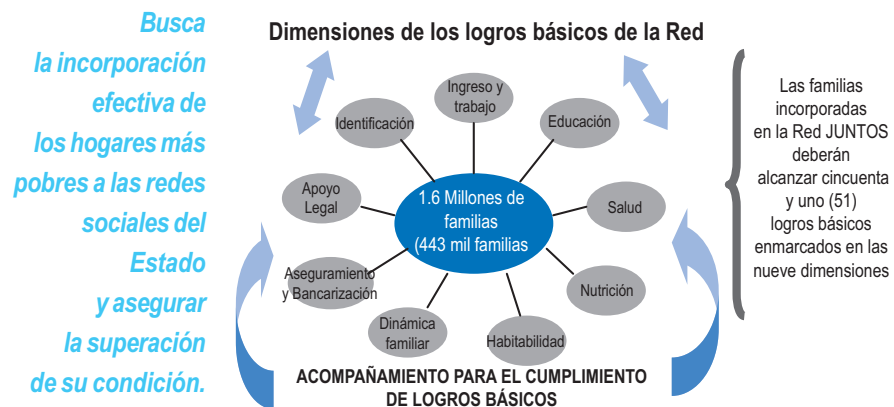 Busca
la incorporación
efectiva de
los hogares más
pobres a las redes
sociales del
Estado
y asegurar
la superación
de su condición.
Dimensiones de los logros básicos de la Red
Ingreso y
trabajo
Identificación
Educación
Apoyo
Legal
1.6 Millones de
familias
(443 mil familias
Salud
Aseguramiento
y Bancarización
Nutrición
Dinámica
familiar
Habitabilidad
ACOMPAÑAMIENTO PARA EL CUMPLIMIENTO
DE LOGROS BÁSICOS
Las familias
incorporadas
en la Red JUNTOS
deberán
alcanzar cincuenta
y uno (51)
logros básicos
enmarcados en las
nueve dimensiones